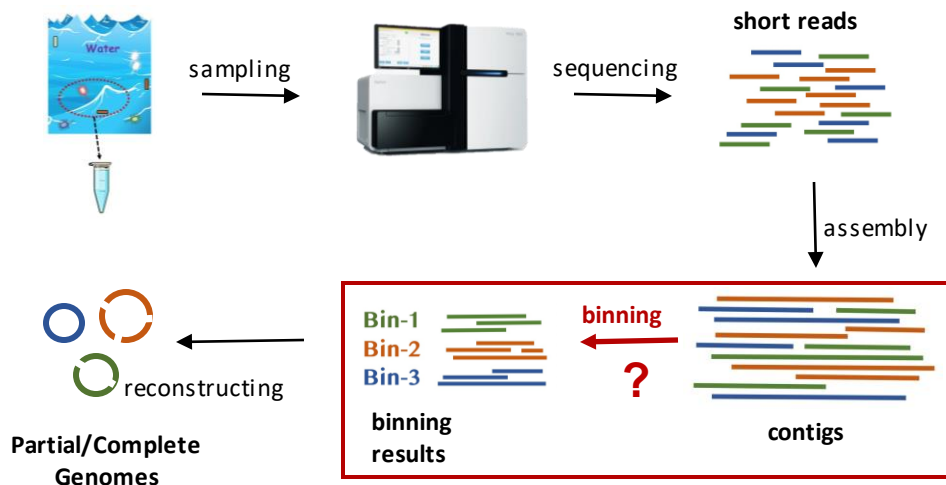 Water
sampling
sequencing
short reads
assembly
contigs
binning
?
Bin-1
Bin-2
Bin-3
binning
results
reconstructing
Partial/Complete
Genomes